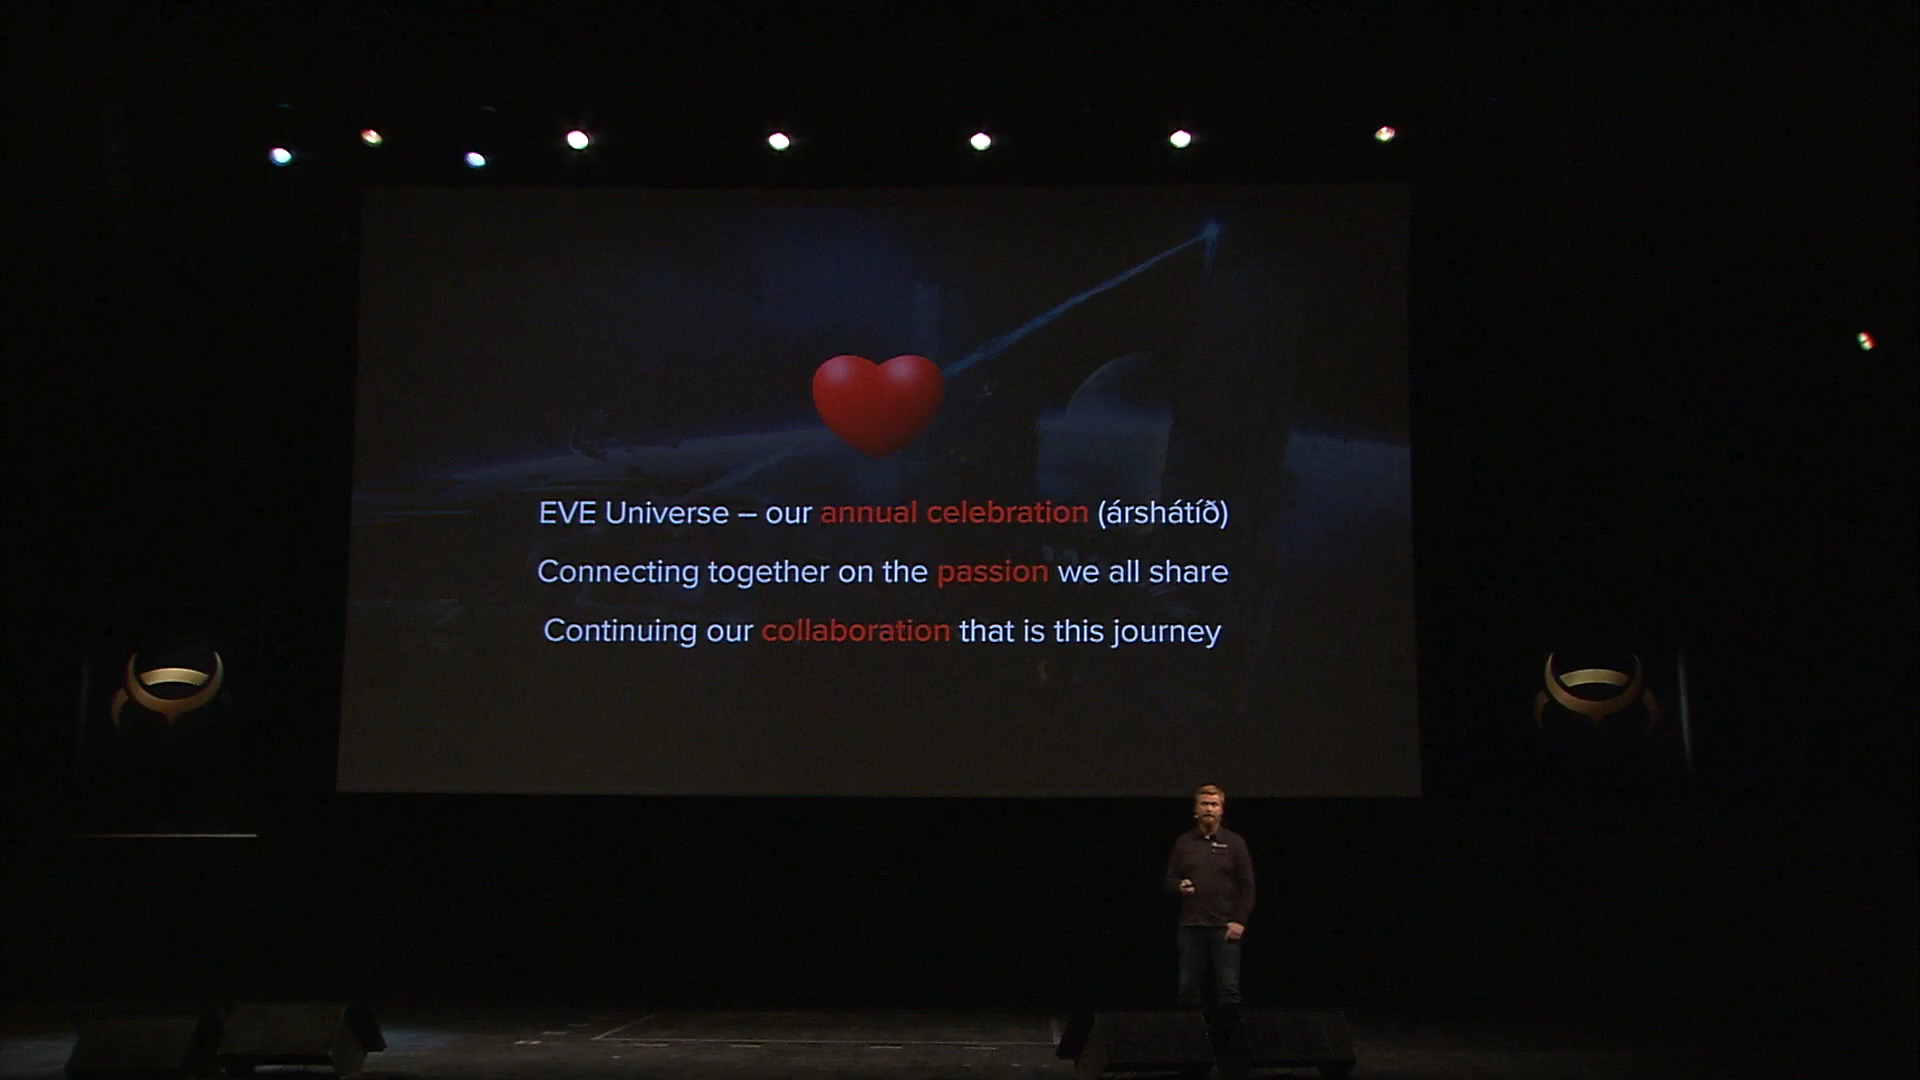 EVE Universe – our annual celebration (árshátíð)
Connecting together on the passion we all share
Continuing our collaboration that is this journey